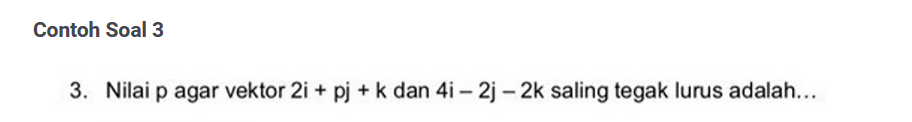 Contoh Soal 3
3. Nilai p agar vektor 2i + pj + k dan 4i – 2j – 2k saling tegak lurus adalah…